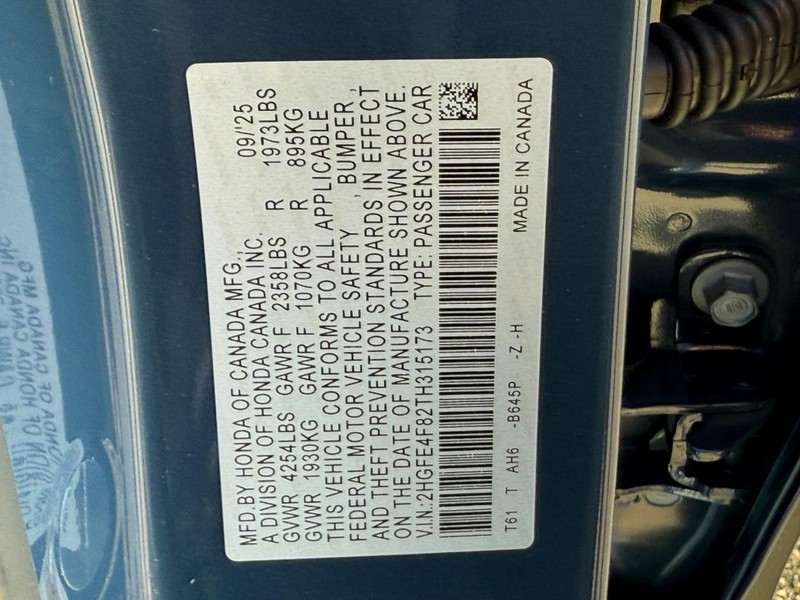 MFD.BY HONDA OF CANADA MFG., 09/'25
A DIVISION OF HONDA CANADA INC.
GVWR 4254LBS GAWR F 2358LBS R 1973LBS
GVWR 1930KG GAWR F 1070KG R 895KG
THIS VEHICLE CONFORMS TO ALL APPLICABLE
FEDERAL MOTOR VEHICLE SAFETY , BUMPER ,
AND THEFT PREVENTION STANDARDS IN EFFECT
ON THE DATE OF MANUFACTURE SHOWN ABOVE.
V.I.N.:2HGFE4F82TH315173 TYPE: PASSENGER CAR
T61 T AH6 -B645P -Z -H
MADE IN CANADA